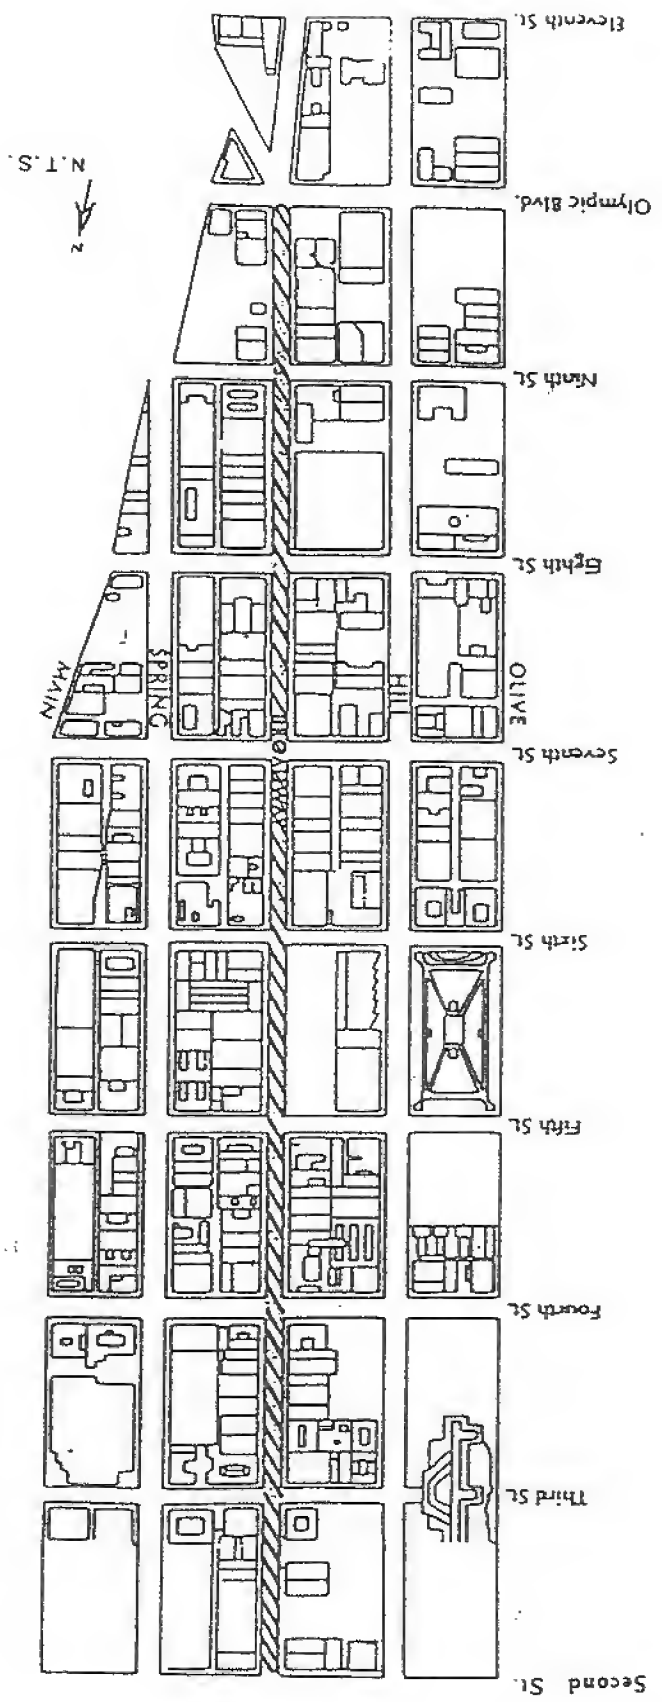 Second St.
Third St.
Fourth St.
Fifth St.
Sixth St.
Seventh St.
OLIVE
HILL
SPRING
MAIN
Eighth St.
Ninth St.
N
N.T.S.
Olympic Blvd.
Eleventh St.